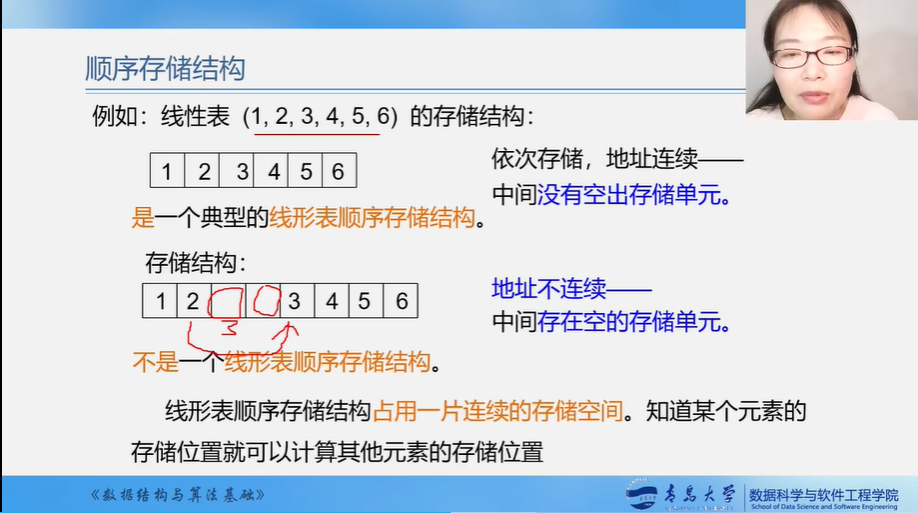 顺序存储结构
例如：线性表 (1, 2, 3, 4, 5, 6) 的存储结构：
1 2 3 4 5 6
依次存储，地址连续——
中间没有空出存储单元。
是一个典型的线形表顺序存储结构。
存储结构：
1 2 3 4 5 6
3
地址不连续——
中间存在空的存储单元。
不是一个线形表顺序存储结构。
线形表顺序存储结构占用一片连续的存储空间。知道某个元素的
存储位置就可以计算其他元素的存储位置
《数据结构与算法基础》
青岛大学
QINGDAO UNIVERSITY
数据科学与软件工程学院
School of Data Science and Software Engineering